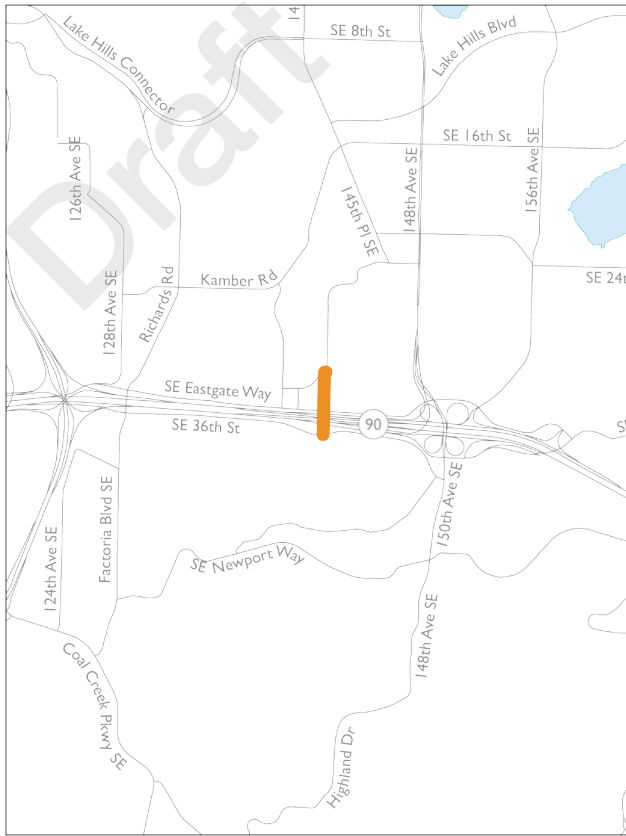 Draft
14
SE 8th St
Lake Hills Connector
Lake Hills Blvd
SE 16th St
126th Ave SE
148th Ave SE
156th Ave SE
145th Pl SE
Kamber Rd
SE 24t
128th Ave SE
Richards Rd
SE Eastgate Way
SE 36th St
90
150th Ave SE
Factoria Blvd SE
124th Ave SE
SE Newport Way
148th Ave SE
Coal Creek Pkwy SE
Highland Dr